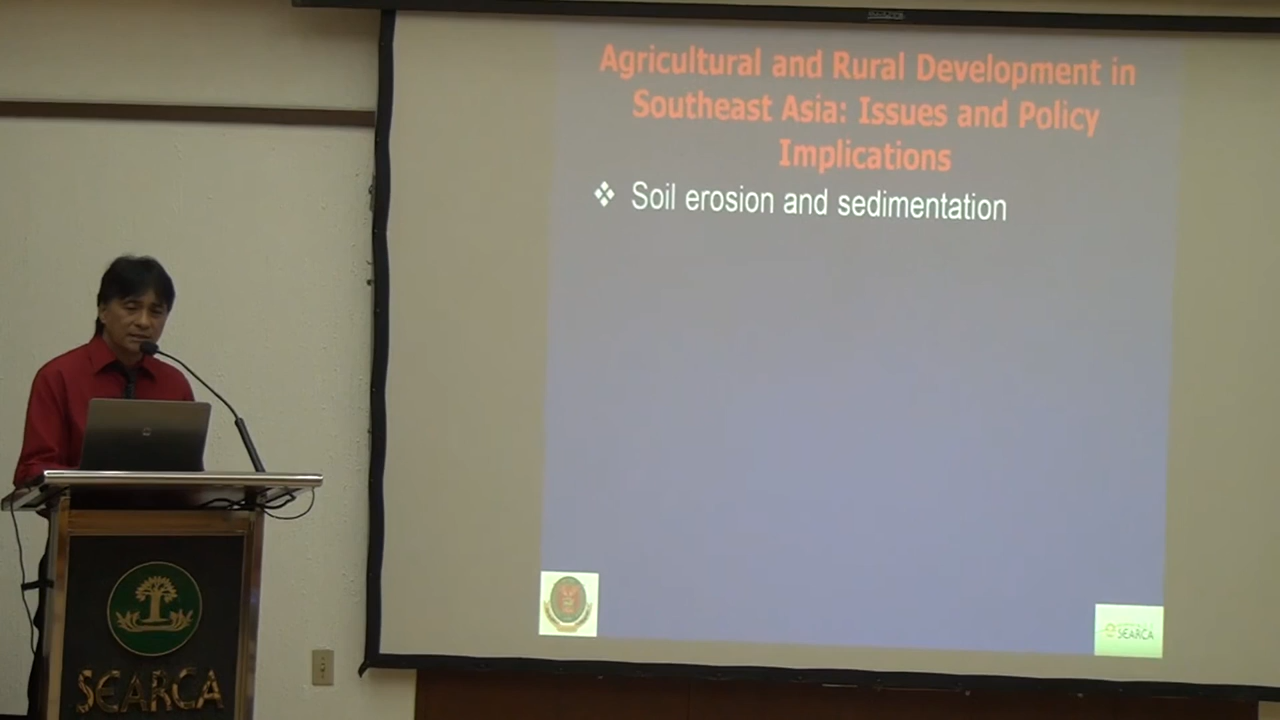 Agricultural and Rural Development in
Southeast Asia: Issues and Policy
Implications
❖ Soil erosion and sedimentation
SEARCA
SEARCA